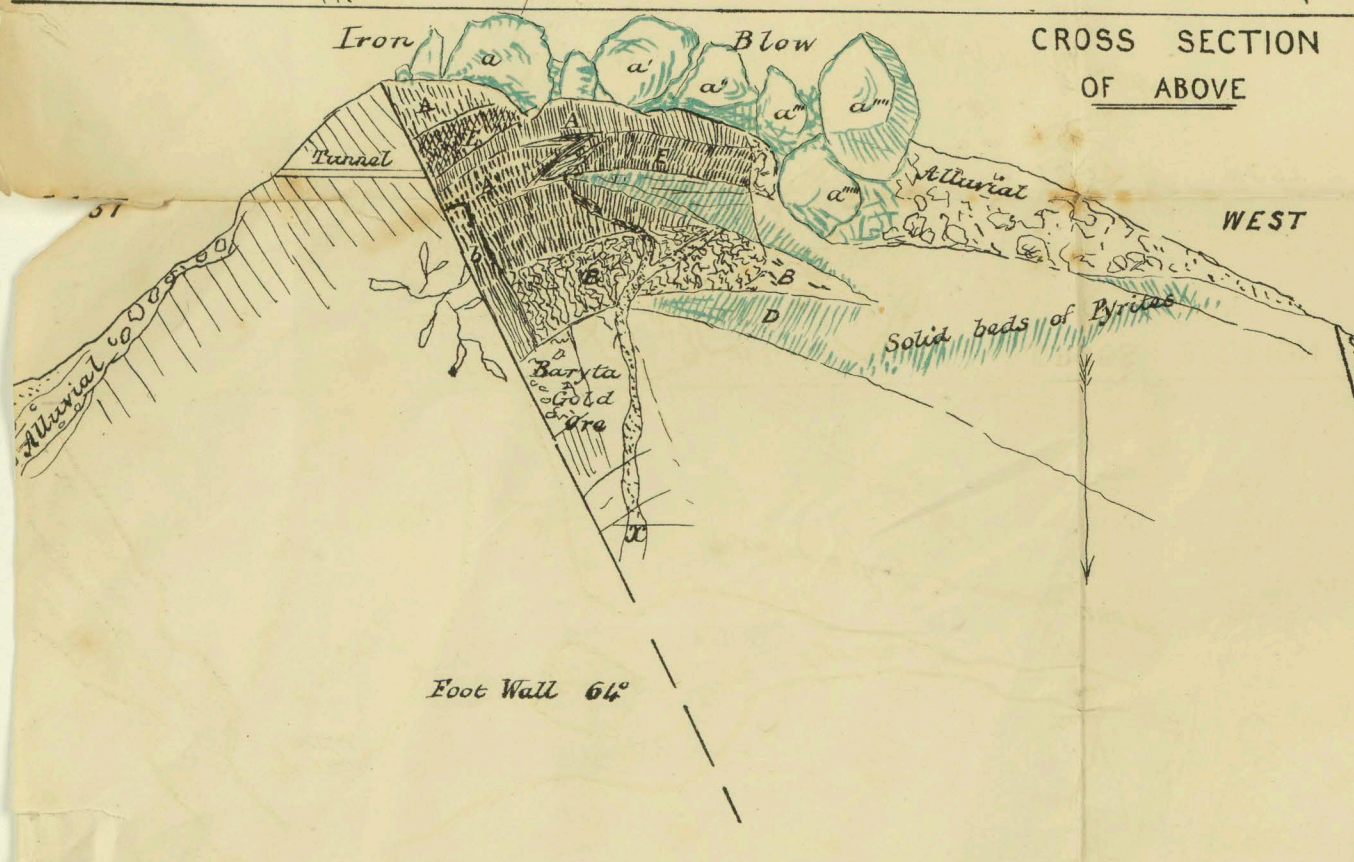 Iron Blow
CROSS SECTION
OF ABOVE
a
a'
a"
a'''
a''''
A
L
A
E
Tunnel
A
a''''
Alluvial
ST
WEST
b
B
B
D
Solid beds of Pyrites
Alluvial
Baryta
Gold
Ore
X
Foot Wall 64°